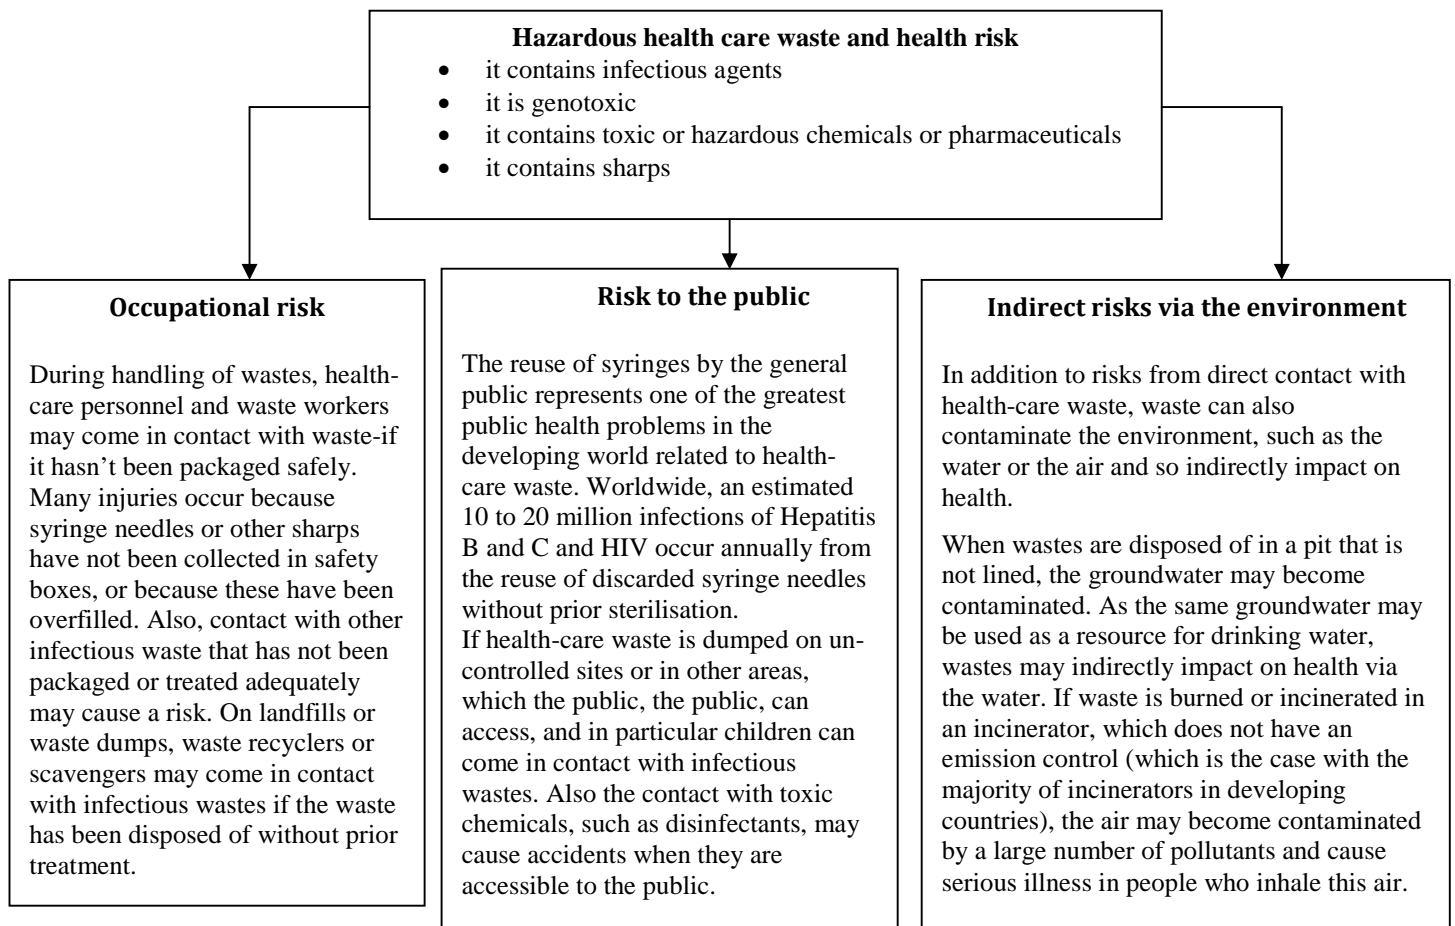 Hazardous health care waste and health risk
• it contains infectious agents
• it is genotoxic
• it contains toxic or hazardous chemicals or pharmaceuticals
• it contains sharps
Occupational risk
During handling of wastes, health-
care personnel and waste workers
may come in contact with waste-if
it hasn't been packaged safely.
Many injuries occur because
syringe needles or other sharps
have not been collected in safety
boxes, or because these have been
overfilled. Also, contact with other
infectious waste that has not been
packaged or treated adequately
may cause a risk. On landfills or
waste dumps, waste recyclers or
scavengers may come in contact
with infectious wastes if the waste
has been disposed of without prior
treatment.
Risk to the public
The reuse of syringes by the general
public represents one of the greatest
public health problems in the
developing world related to health-
care waste. Worldwide, an estimated
10 to 20 million infections of Hepatitis
B and C and HIV occur annually from
the reuse of discarded syringe needles
without prior sterilisation.
If health-care waste is dumped on un-
controlled sites or in other areas,
which the public, the public, can
access, and in particular children can
come in contact with infectious
wastes. Also the contact with toxic
chemicals, such as disinfectants, may
cause accidents when they are
accessible to the public.
Indirect risks via the environment
In addition to risks from direct contact with
health-care waste, waste can also
contaminate the environment, such as the
water or the air and so indirectly impact on
health.
When wastes are disposed of in a pit that is
not lined, the groundwater may become
contaminated. As the same groundwater may
be used as a resource for drinking water,
wastes may indirectly impact on health via
the water. If waste is burned or incinerated in
an incinerator, which does not have an
emission control (which is the case with the
majority of incinerators in developing
countries), the air may become contaminated
by a large number of pollutants and cause
serious illness in people who inhale this air.